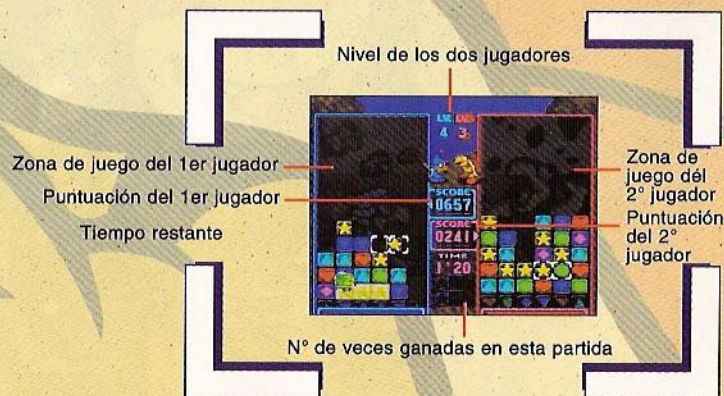 Nivel de los dos jugadores
LV. LV.
4 3
Zona de juego del 1er jugador
Puntuación del 1er jugador
Tiempo restante
SCORE
0657
SCORE
0241
TIME
1'20
Zona de
juego dél
2° jugador
Puntuación
del 2°
jugador
N° de veces ganadas en esta partida